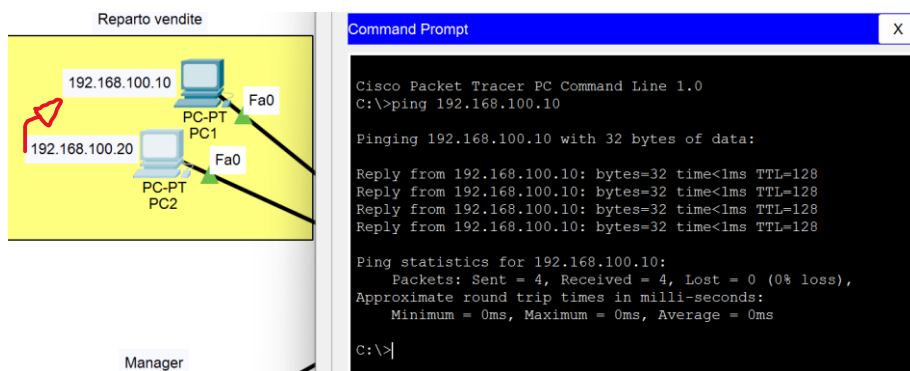 Reparto vendite
192.168.100.10
Fa0
PC-PT
PC1
192.168.100.20
Fa0
PC-PT
PC2
Manager
Command Prompt
X
Cisco Packet Tracer PC Command Line 1.0
C:\>ping 192.168.100.10
Pinging 192.168.100.10 with 32 bytes of data:
Reply from 192.168.100.10: bytes=32 time<1ms TTL=128
Reply from 192.168.100.10: bytes=32 time<1ms TTL=128
Reply from 192.168.100.10: bytes=32 time<1ms TTL=128
Reply from 192.168.100.10: bytes=32 time<1ms TTL=128
Ping statistics for 192.168.100.10:
Packets: Sent = 4, Received = 4, Lost = 0 (0% loss),
Approximate round trip times in milli-seconds:
Minimum = 0ms, Maximum = 0ms, Average = 0ms
C:\>